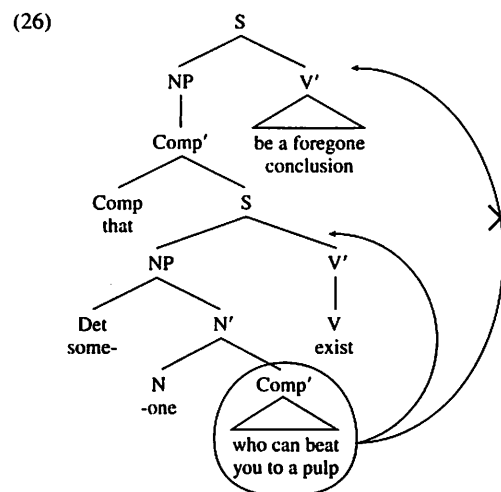 (26)
S
NP V′
Comp′ be a foregone
conclusion
Comp S
that
NP V′
Det N′ V
some- exist
N Comp′
-one
who can beat
you to a pulp